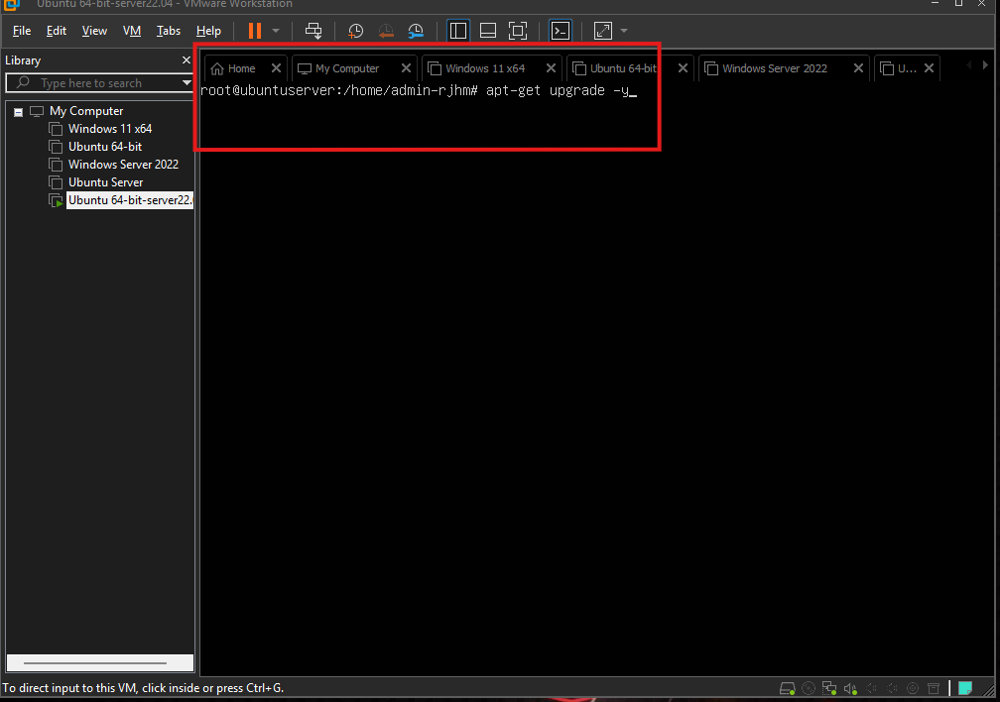 Ubuntu 64-bit-server22.04 - VMware Workstation
File Edit View VM Tabs Help
Library
Type here to search
My Computer
Windows 11 x64
Ubuntu 64-bit
Windows Server 2022
Ubuntu Server
Ubuntu 64-bit-server22.
Home
My Computer
Windows 11 x64
Ubuntu 64-bit
Windows Server 2022
U...
root@ubuntuserver:/home/admin-rjhm# apt-get upgrade -y_
To direct input to this VM, click inside or press Ctrl+G.